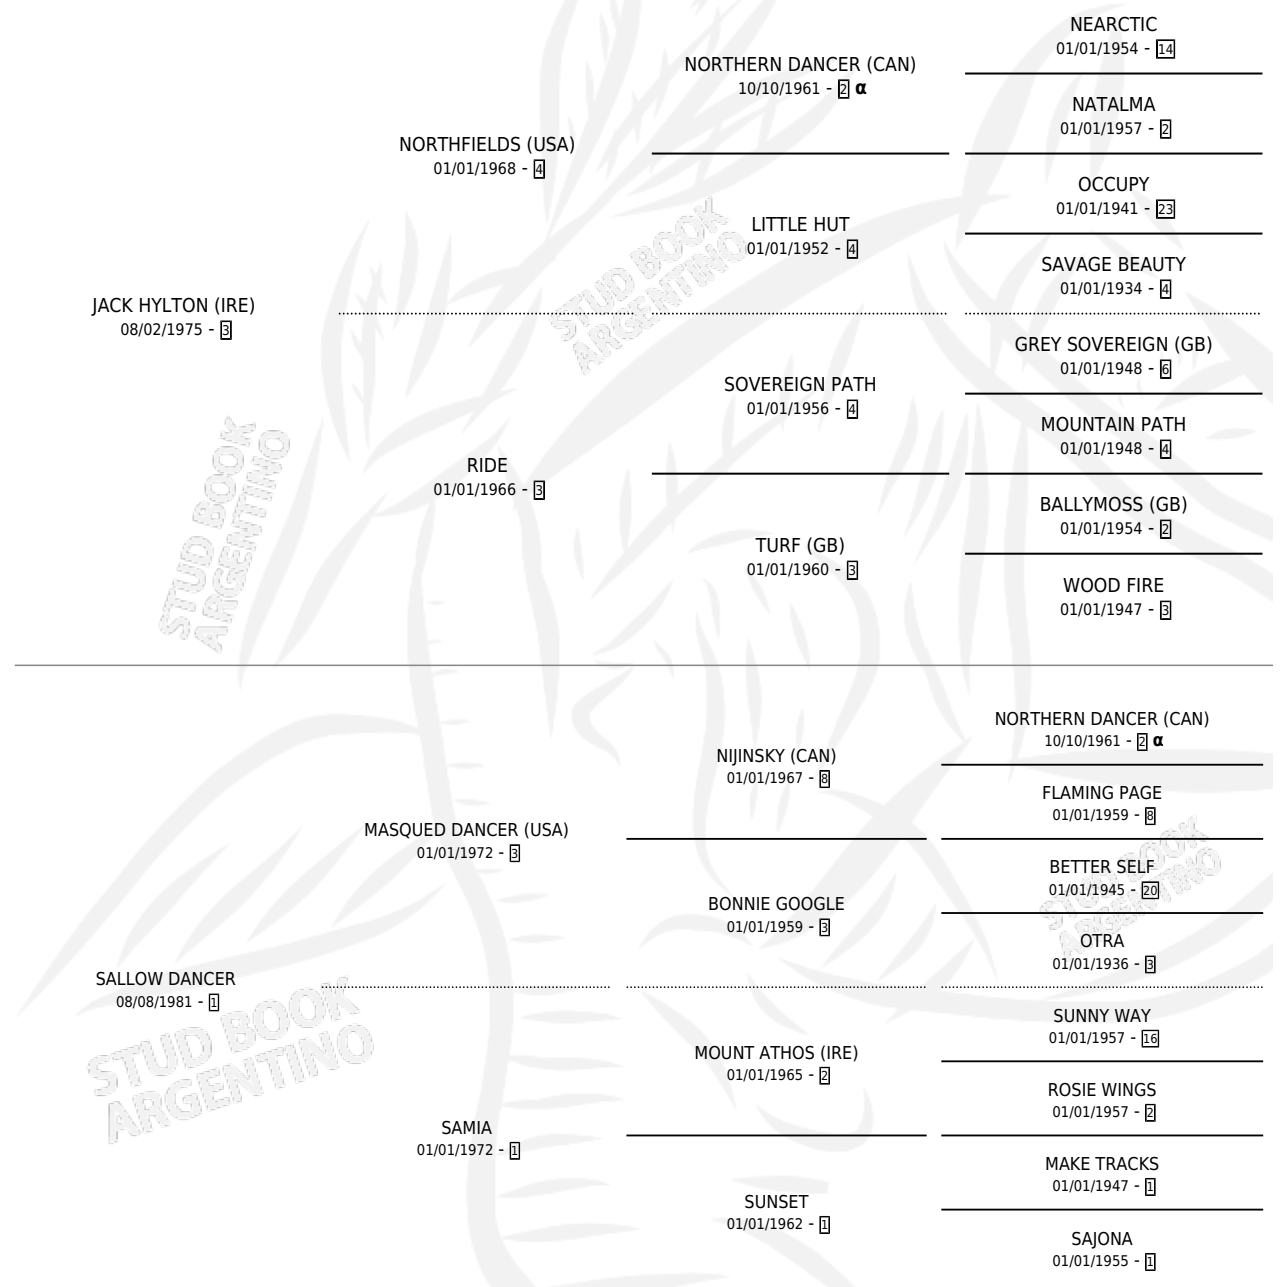 NEARCTIC
01/01/1954 - 14
NORTHERN DANCER (CAN)
10/10/1961 - 2 α
NATALMA
01/01/1957 - 2
NORTHFIELDS (USA)
01/01/1968 - 4
OCCUPY
01/01/1941 - 23
LITTLE HUT
01/01/1952 - 4
SAVAGE BEAUTY
01/01/1934 - 4
JACK HYLTON (IRE)
08/02/1975 - 3
STUD BOOK
ARGENTINO
GREY SOVEREIGN (GB)
01/01/1948 - 6
SOVEREIGN PATH
01/01/1956 - 4
MOUNTAIN PATH
01/01/1948 - 4
RIDE
01/01/1966 - 3
BALLYMOSS (GB)
01/01/1954 - 2
TURF (GB)
01/01/1960 - 3
WOOD FIRE
01/01/1947 - 3
STUD BOOK
ARGENTINO
NORTHERN DANCER (CAN)
10/10/1961 - 2 α
NIJINSKY (CAN)
01/01/1967 - 8
FLAMING PAGE
01/01/1959 - 8
MASQUED DANCER (USA)
01/01/1972 - 3
BETTER SELF
01/01/1945 - 20
BONNIE GOOGLE
01/01/1959 - 3
OTRA
01/01/1936 - 3
STUD BOOK
ARGENTINO
SALLOW DANCER
08/08/1981 - 1
STUD BOOK
ARGENTINO
SUNNY WAY
01/01/1957 - 16
MOUNT ATHOS (IRE)
01/01/1965 - 2
ROSIE WINGS
01/01/1957 - 2
SAMIA
01/01/1972 - 1
MAKE TRACKS
01/01/1947 - 1
SUNSET
01/01/1962 - 1
SAJONA
01/01/1955 - 1